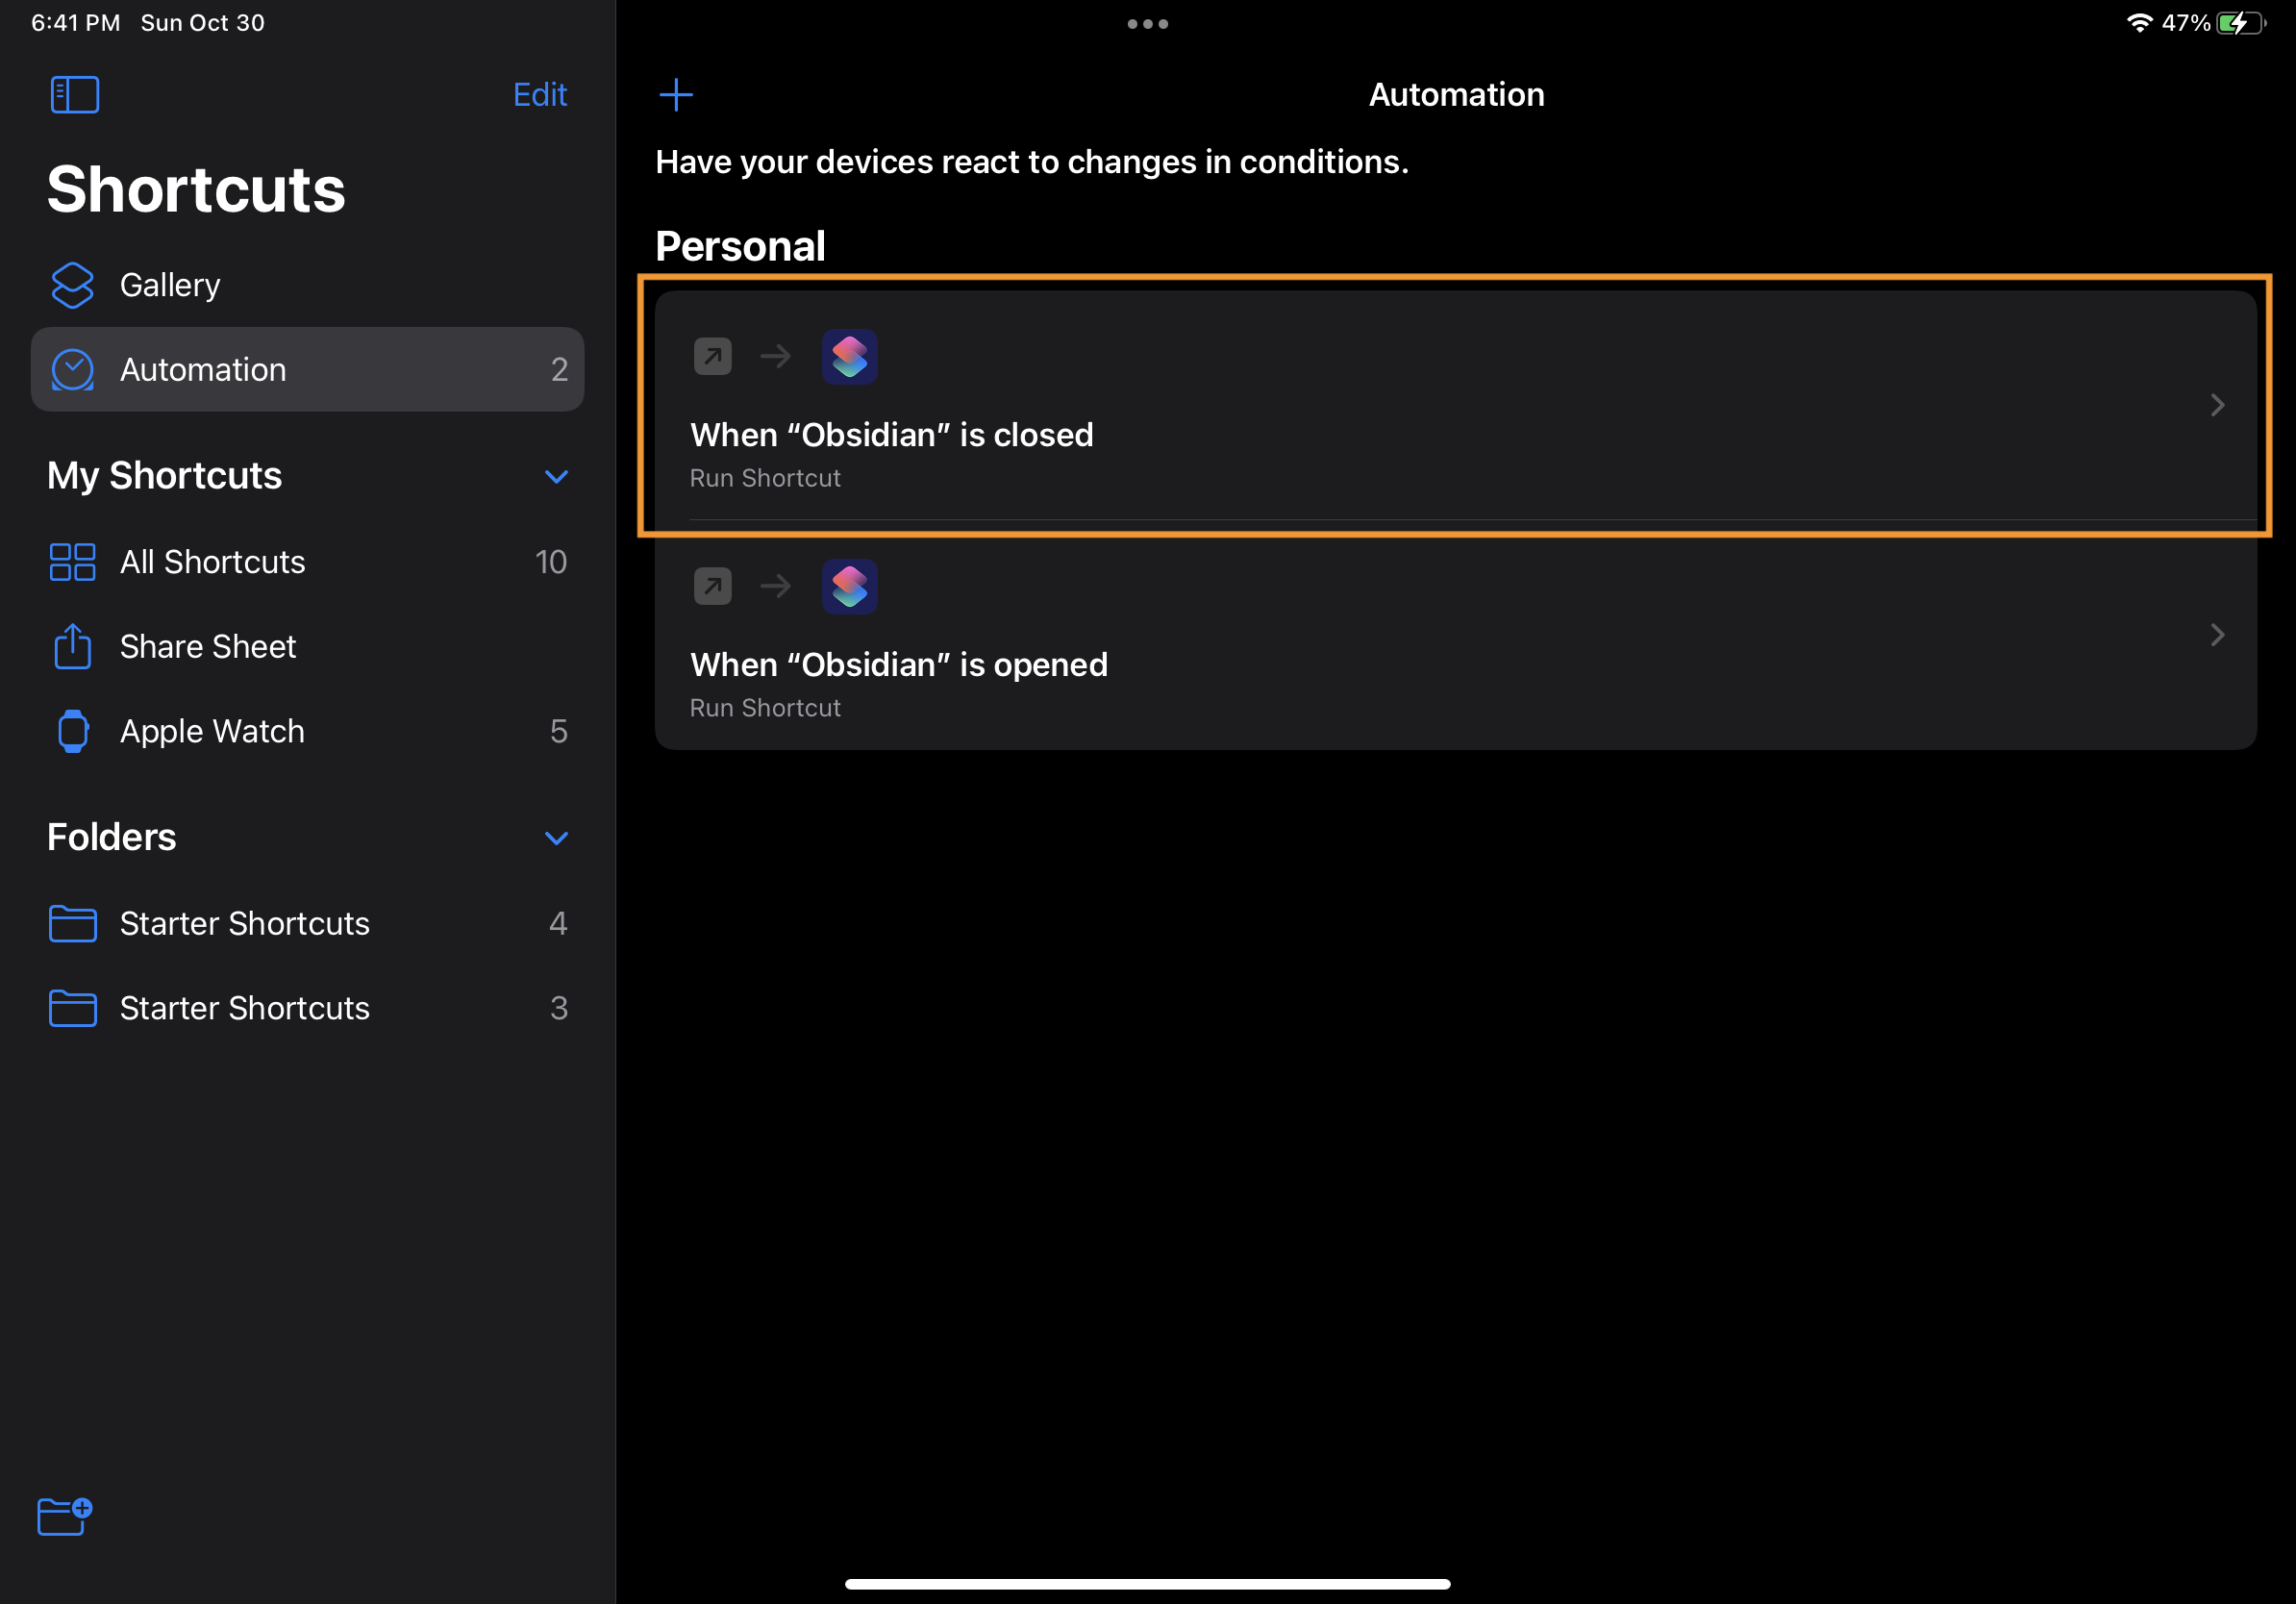 6:41 PM Sun Oct 30
47%
Edit
Shortcuts
Gallery
Automation 2
My Shortcuts
All Shortcuts 10
Share Sheet
Apple Watch 5
Folders
Starter Shortcuts 4
Starter Shortcuts 3
Automation
Have your devices react to changes in conditions.
Personal
When “Obsidian” is closed
Run Shortcut
When “Obsidian” is opened
Run Shortcut